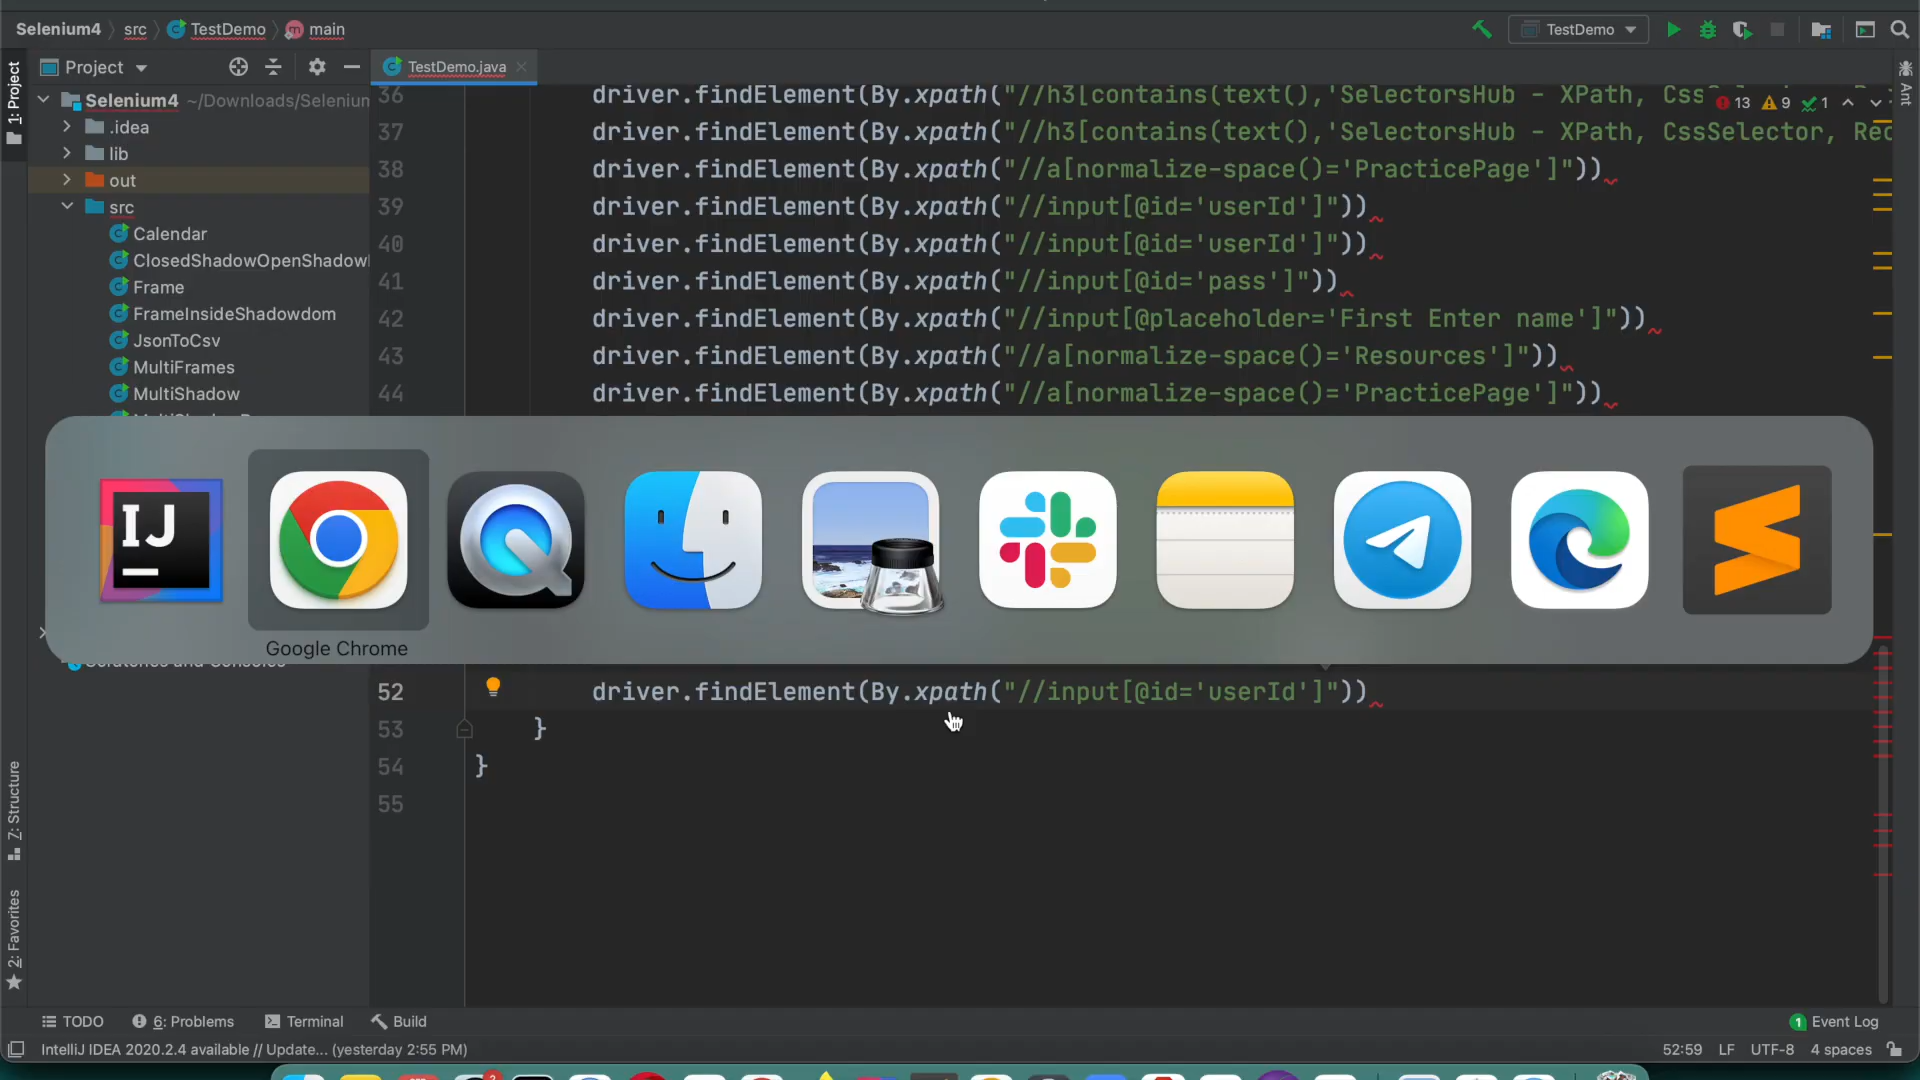 Selenium4 src TestDemo main
TestDemo
Project
TestDemo.java
1: Project
Selenium4 ~/Downloads/Selenium
.idea
lib
out
src
Calendar
ClosedShadowOpenShadow
Frame
FrameInsideShadowdom
JsonToCsv
MultiFrames
MultiShadow
36 driver.findElement(By.xpath("//h3[contains(text(),'SelectorsHub - XPath,
13 9 1
37 driver.findElement(By.xpath("//h3[contains(text(),'SelectorsHub - XPath, CssSelector, Rec
38 driver.findElement(By.xpath("//a[normalize-space()='PracticePage']"))
39 driver.findElement(By.xpath("//input[@id='userId']"))
40 driver.findElement(By.xpath("//input[@id='userId']"))
41 driver.findElement(By.xpath("//input[@id='pass']"))
42 driver.findElement(By.xpath("//input[@placeholder='First Enter name']"))
43 driver.findElement(By.xpath("//a[normalize-space()='Resources']"))
44 driver.findElement(By.xpath("//a[normalize-space()='PracticePage']"))
Ant
IJ
Google Chrome
52 driver.findElement(By.xpath("//input[@id='userId']"))
53 }
54 }
55
7: Structure
2: Favorites
TODO 6: Problems Terminal Build
1 Event Log
IntelliJ IDEA 2020.2.4 available // Update... (yesterday 2:55 PM)
52:59 LF UTF-8 4 spaces